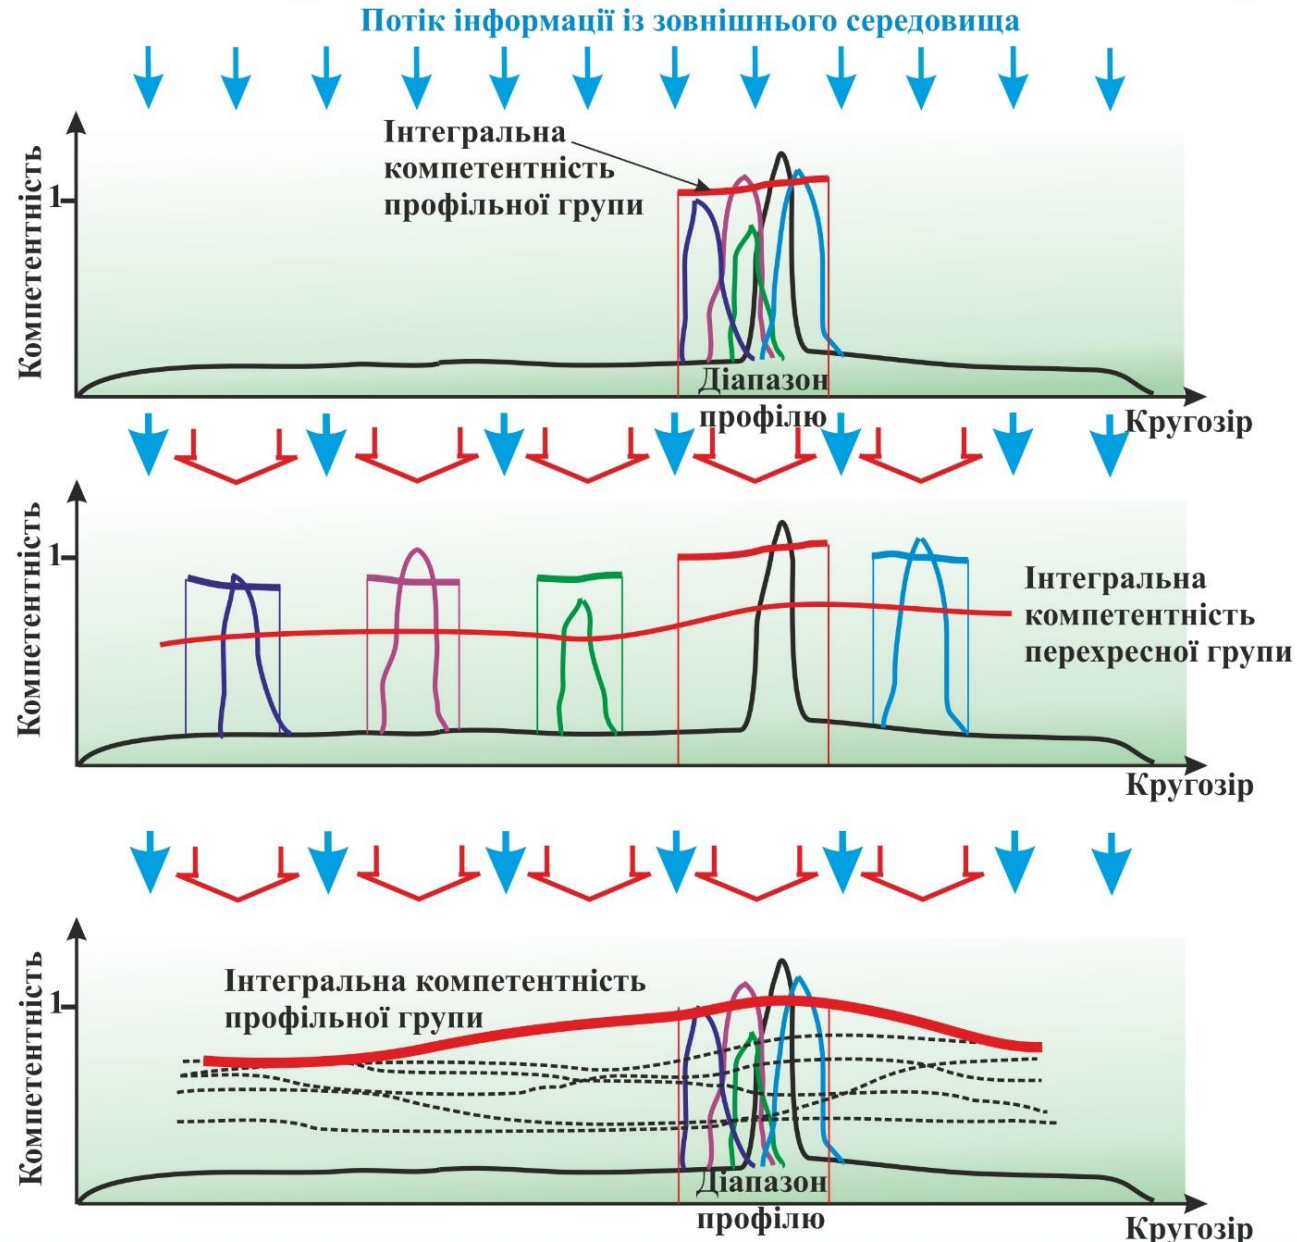 Потік інформації із зовнішнього середовища
Компетентність
1
Інтегральна
компетентність
профільної групи
Діапазон
профілю
Кругозір
Компетентність
1
Інтегральна
компетентність
перехресної групи
Кругозір
Компетентність
1
Інтегральна компетентність
профільної групи
Діапазон
профілю
Кругозір